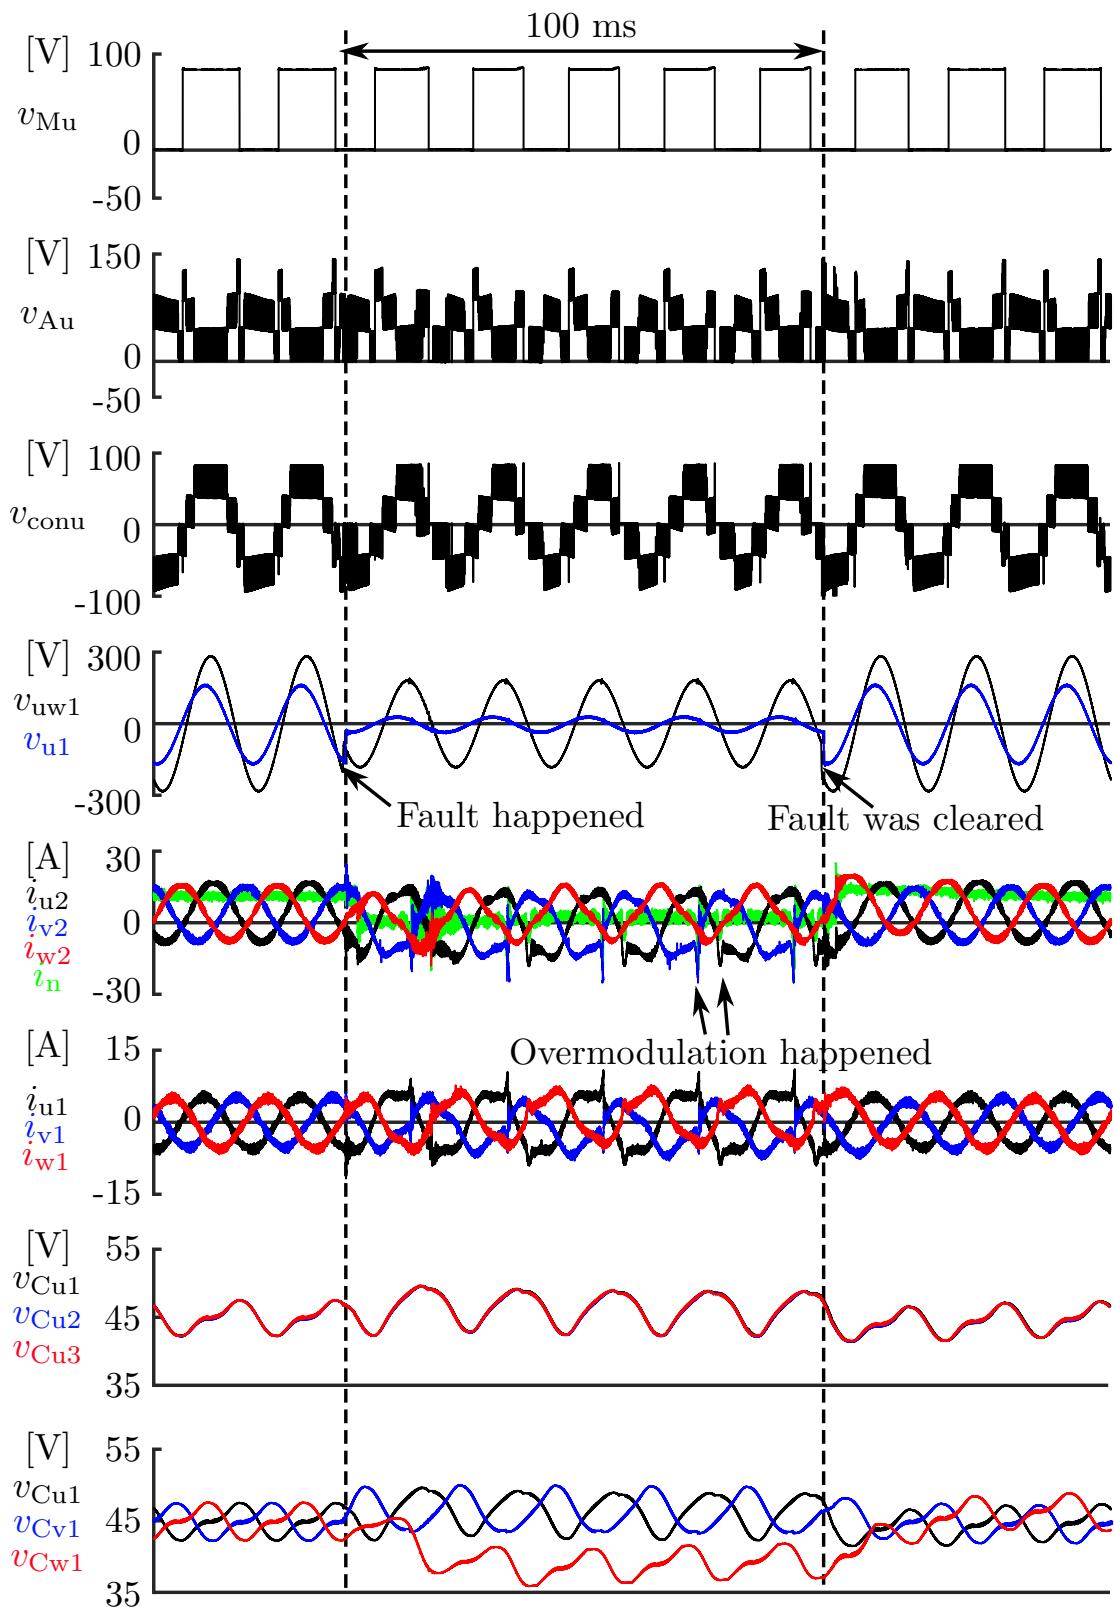 100 ms
[V]
100
v_Mu
0
-50
[V]
150
v_Au
0
-50
[V]
100
v_conu
0
-100
[V]
300
v_uw1
0
v_u1
-300
Fault happened
Fault was cleared
[A]
30
i_u2
i_v2
0
i_w2
i_n
-30
Overmodulation happened
[A]
15
i_u1
0
i_v1
i_w1
-15
[V]
55
v_Cu1
v_Cu2
45
v_Cu3
35
[V]
55
v_Cu1
v_Cv1
45
v_Cw1
35